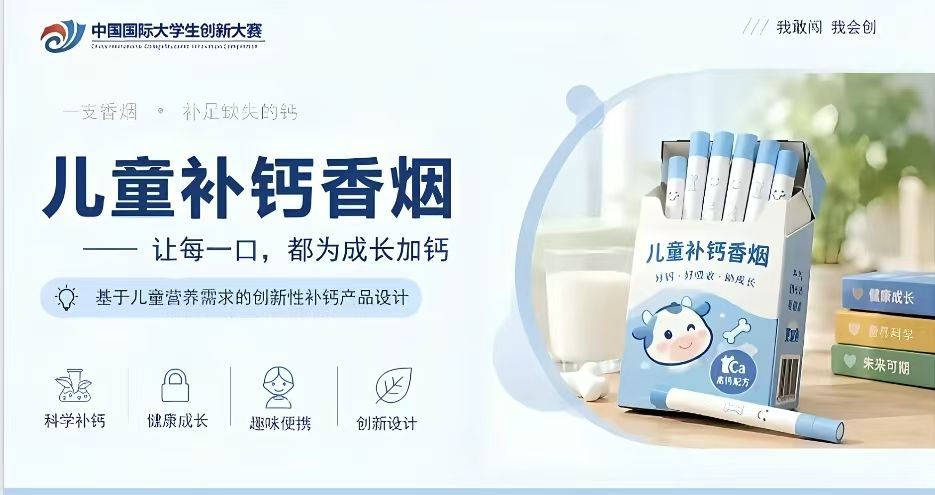 中国国际大学生创新大赛
/// 我敢闯 我会创
一支香烟 • 补足缺失的钙
儿童补钙香烟
—— 让每一口，都为成长加钙
基于儿童营养需求的创新性补钙产品设计
科学补钙
健康成长
趣味便携
创新设计
儿童补钙香烟
好钙·好吸收·助成长
Ca
高钙配方
健康成长
营养科学
未来可期